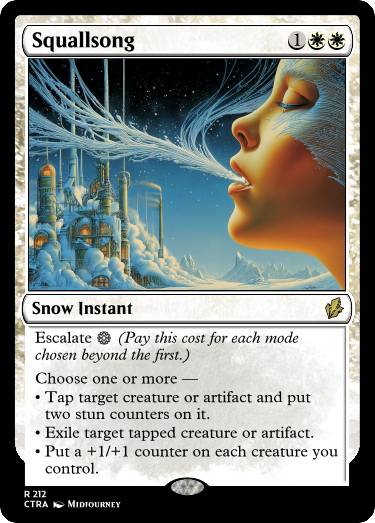 Squallsong 1
Snow Instant
Escalate (Pay this cost for each mode
chosen beyond the first.)
Choose one or more —
• Tap target creature or artifact and put
two stun counters on it.
• Exile target tapped creature or artifact.
• Put a +1/+1 counter on each creature you
control.
R 212
CTRA Midjourney